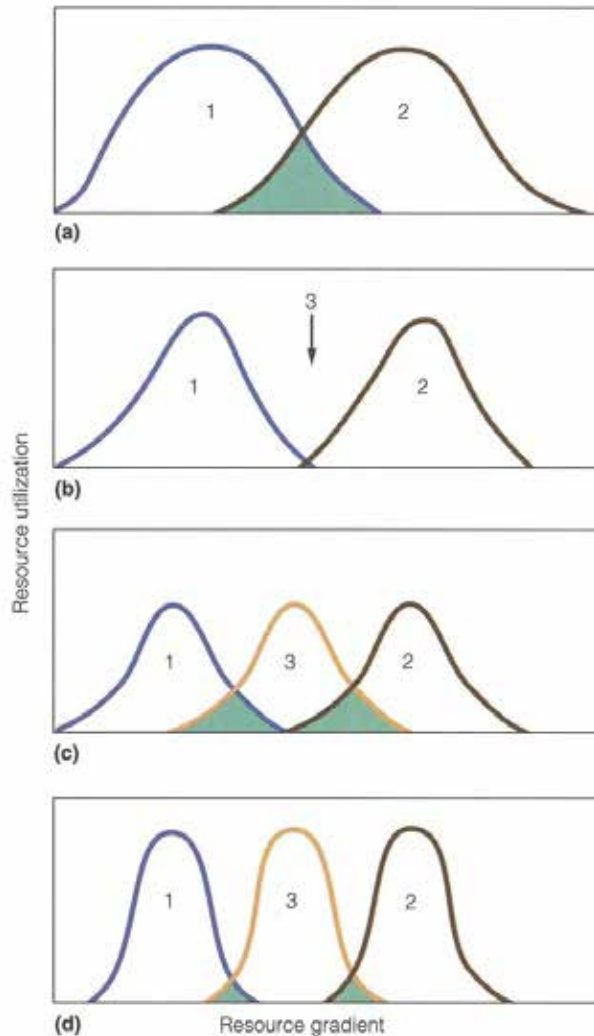 1 2
(a)
3
1 2
(b)
Resource utilization
1 3 2
(c)
1 3 2
(d) Resource gradient